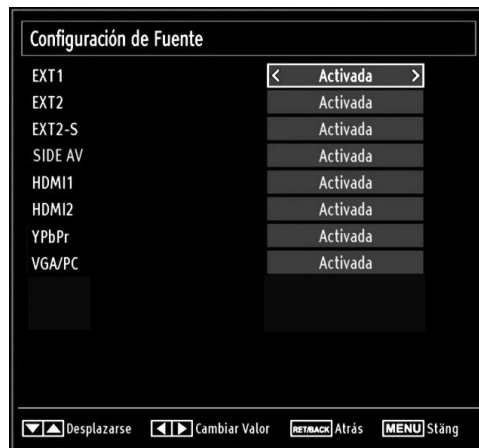 Configuración de Fuente
EXT1 < Activada >
EXT2 Activada
EXT2-S Activada
SIDE AV Activada
HDMI1 Activada
HDMI2 Activada
YPbPr Activada
VGA/PC Activada
▼▲ Desplazarse ◀▶ Cambiar Valor RET/BACK Atrás MENU Stäng